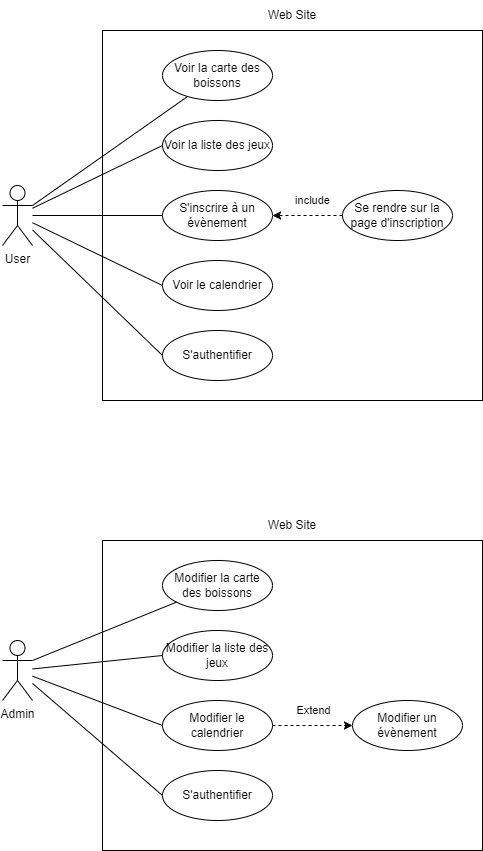 Web Site
Voir la carte des
boissons
Voir la liste des jeux
S'inscrire à un
évènement
include
Se rendre sur la
page d'inscription
User
Voir le calendrier
S'authentifier
Web Site
Modifier la carte
des boissons
Modifier la liste des
jeux
Admin
Modifier le
calendrier
Extend
Modifier un
évènement
S'authentifier